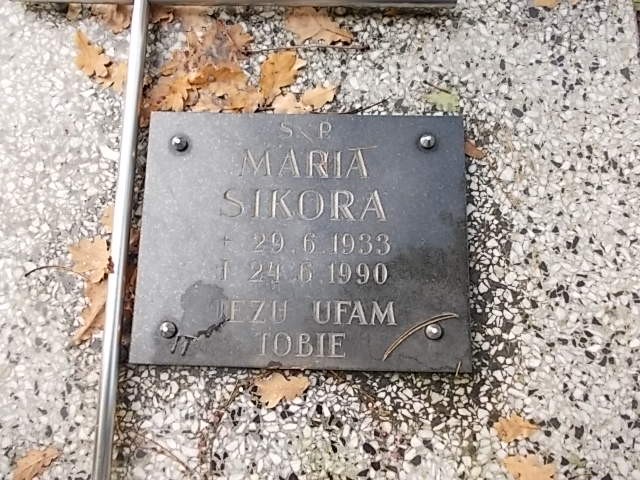 Ś.P.
MARIA
SIKORA
* 29.6.1933
† 24.6.1990
JEZU UFAM
TOBIE